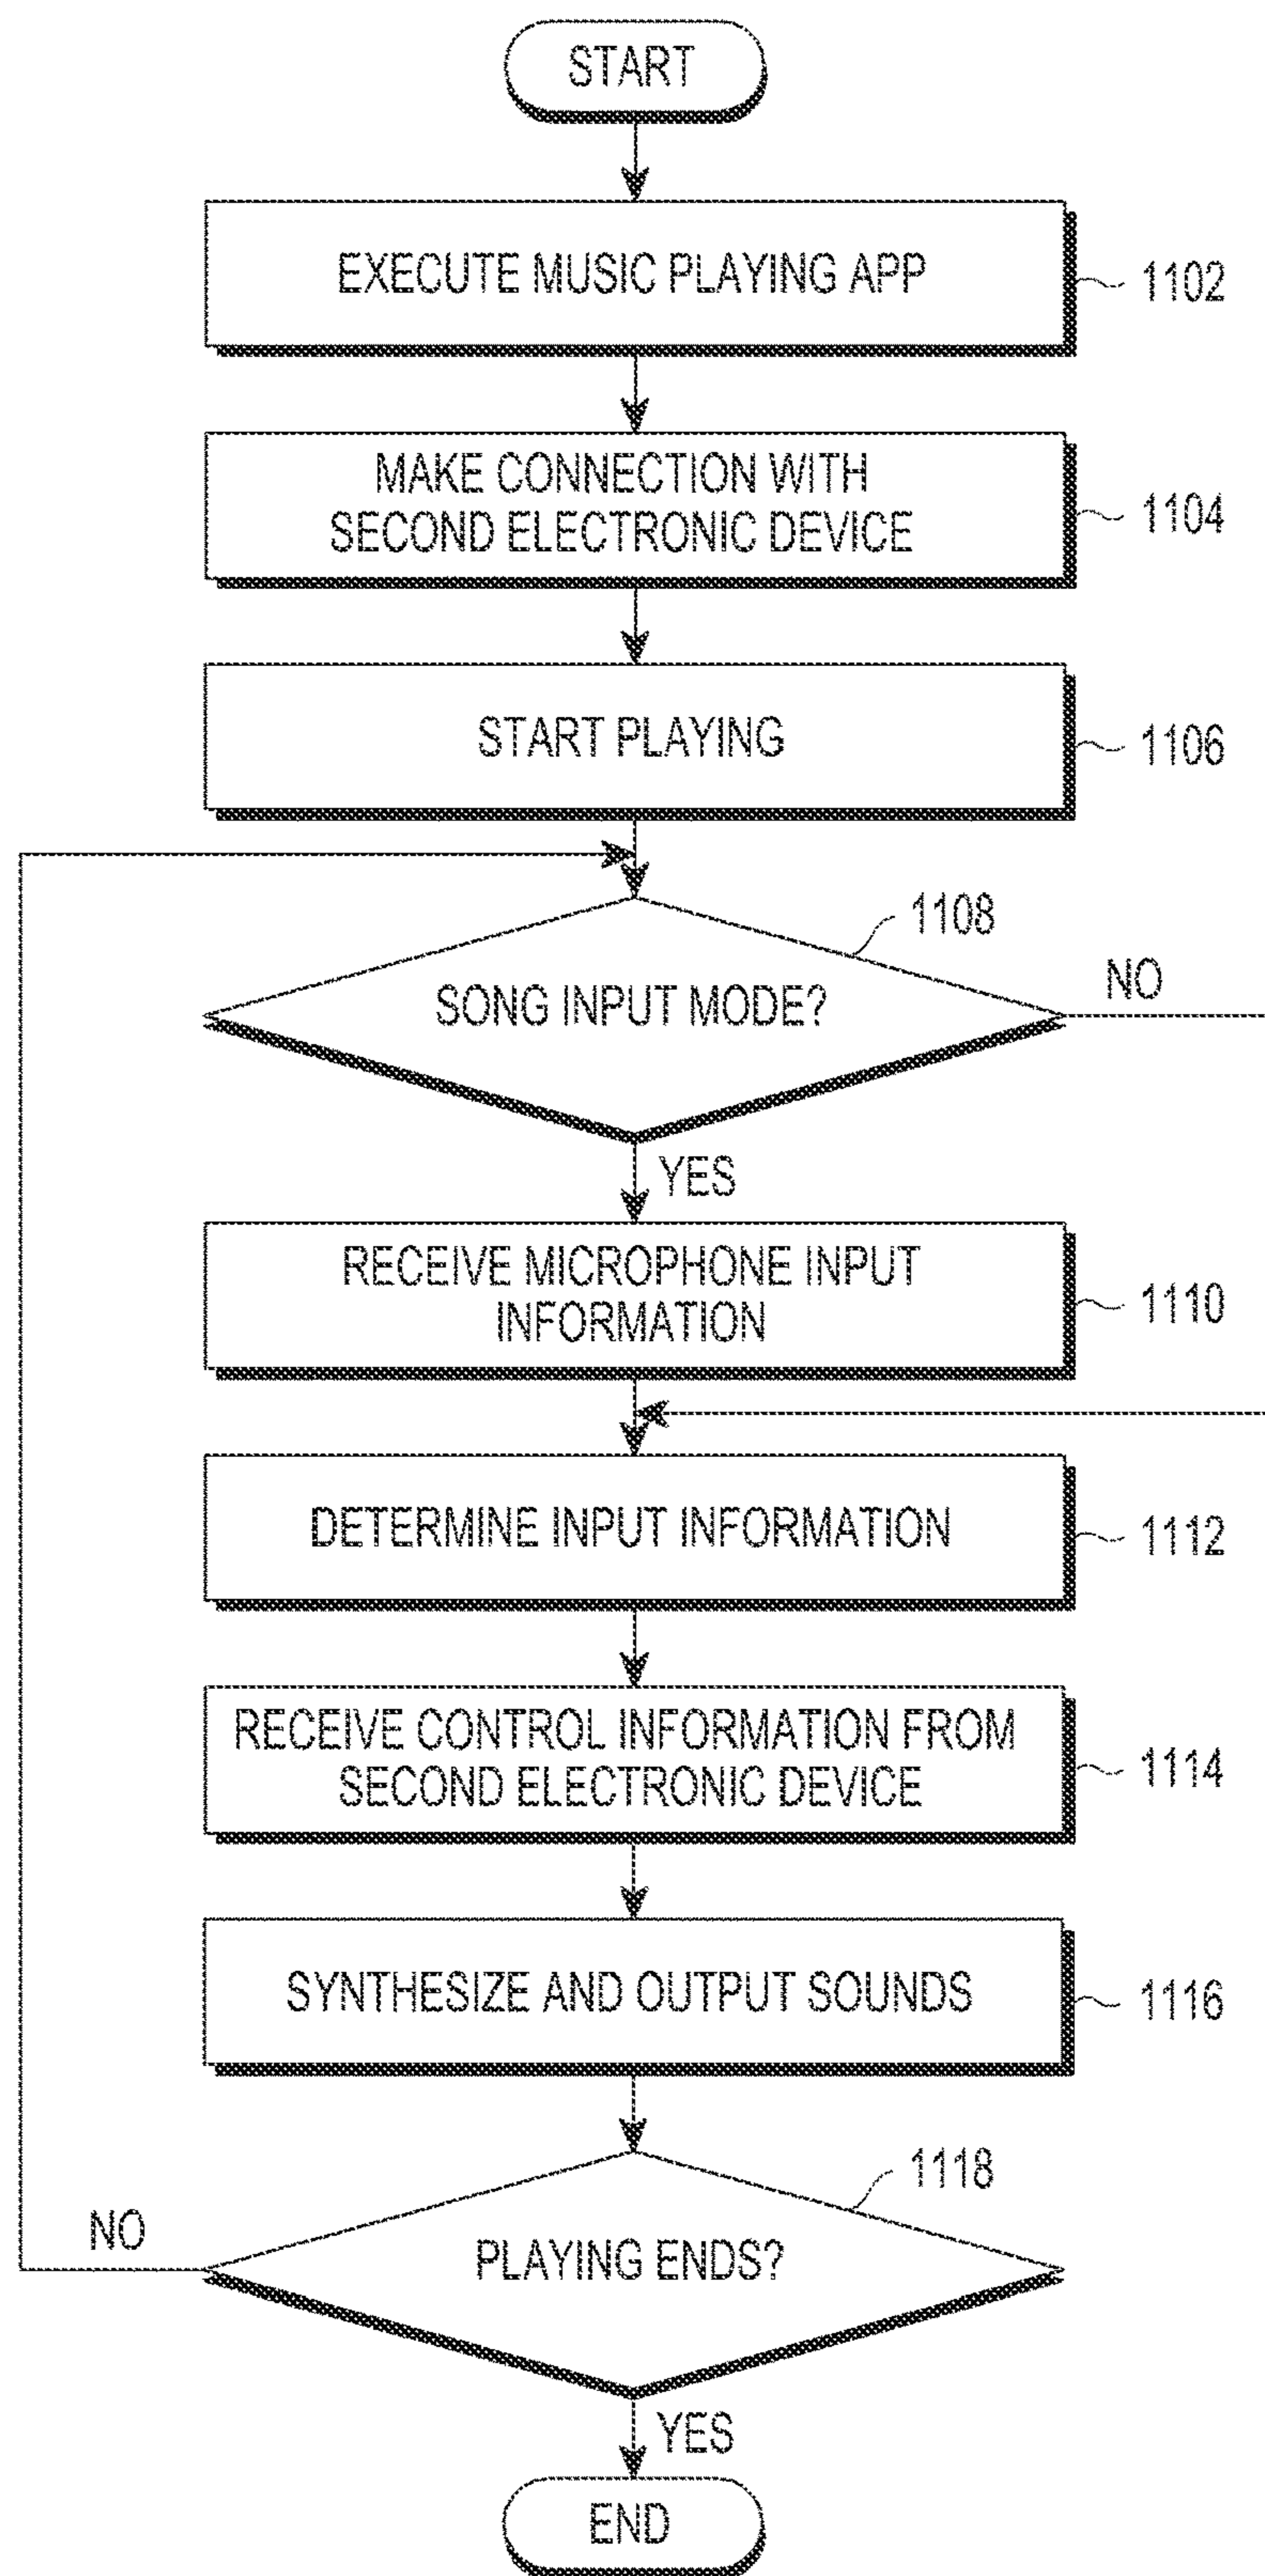 START
EXECUTE MUSIC PLAYING APP
1102
MAKE CONNECTION WITH
SECOND ELECTRONIC DEVICE
1104
START PLAYING
1106
1108
SONG INPUT MODE?
NO
YES
RECEIVE MICROPHONE INPUT
INFORMATION
1110
DETERMINE INPUT INFORMATION
1112
RECEIVE CONTROL INFORMATION FROM
SECOND ELECTRONIC DEVICE
1114
SYNTHESIZE AND OUTPUT SOUNDS
1116
1118
NO
PLAYING ENDS?
YES
END